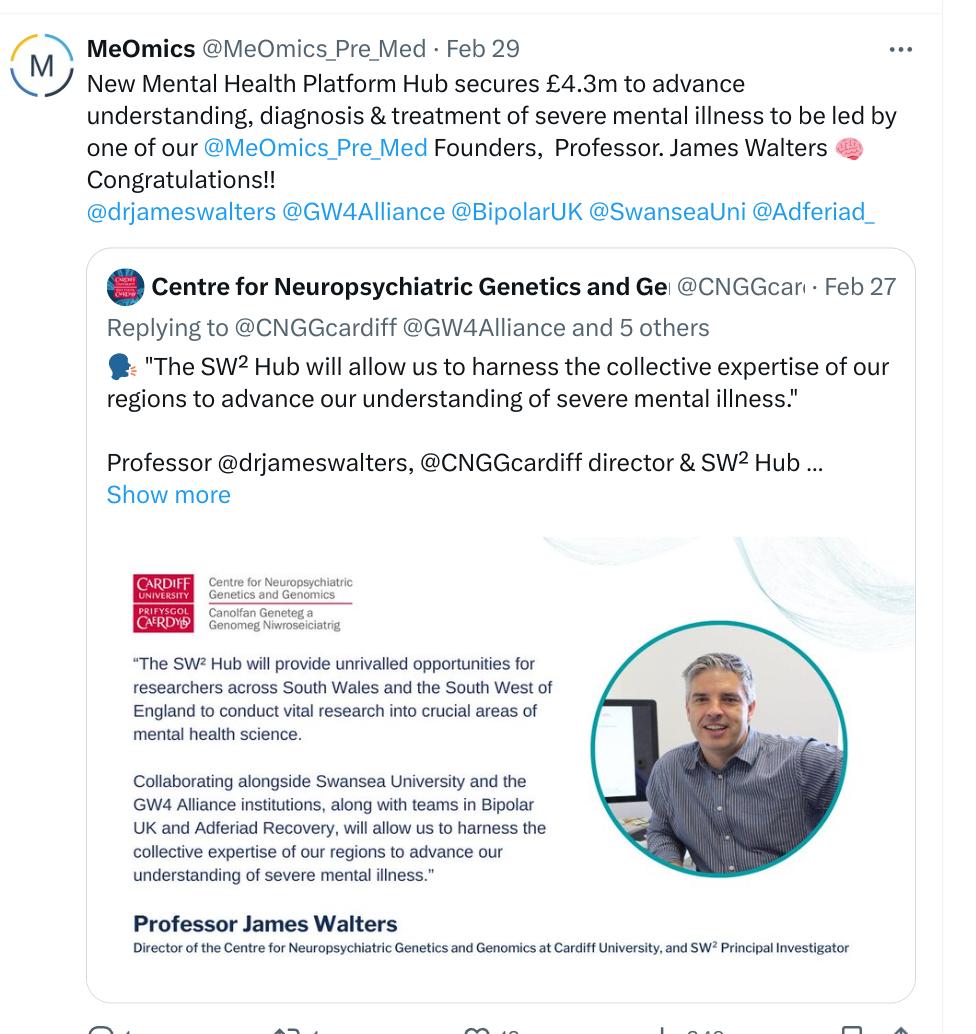 M
MeOmics @MeOmics_Pre_Med · Feb 29
New Mental Health Platform Hub secures £4.3m to advance
understanding, diagnosis & treatment of severe mental illness to be led by
one of our @MeOmics_Pre_Med Founders,  Professor. James Walters 🧠
Congratulations!!
@drjameswalters @GW4Alliance @BipolarUK @SwanseaUni @Adferiad_
Centre for Neuropsychiatric Genetics and Ge @CNGGcar · Feb 27
Replying to @CNGGcardiff @GW4Alliance and 5 others
🗣 "The SW² Hub will allow us to harness the collective expertise of our
regions to advance our understanding of severe mental illness."
Professor @drjameswalters, @CNGGcardiff director & SW² Hub ...
Show more
CARDIFF
UNIVERSITY
PRIFYSGOL
CAERDYDD
Centre for Neuropsychiatric
Genetics and Genomics
Canolfan Geneteg a
Genomeg Niwroseiciatrig
“The SW² Hub will provide unrivalled opportunities for
researchers across South Wales and the South West of
England to conduct vital research into crucial areas of
mental health science.
Collaborating alongside Swansea University and the
GW4 Alliance institutions, along with teams in Bipolar
UK and Adferiad Recovery, will allow us to harness the
collective expertise of our regions to advance our
understanding of severe mental illness.”
Professor James Walters
Director of the Centre for Neuropsychiatric Genetics and Genomics at Cardiff University, and SW² Principal Investigator